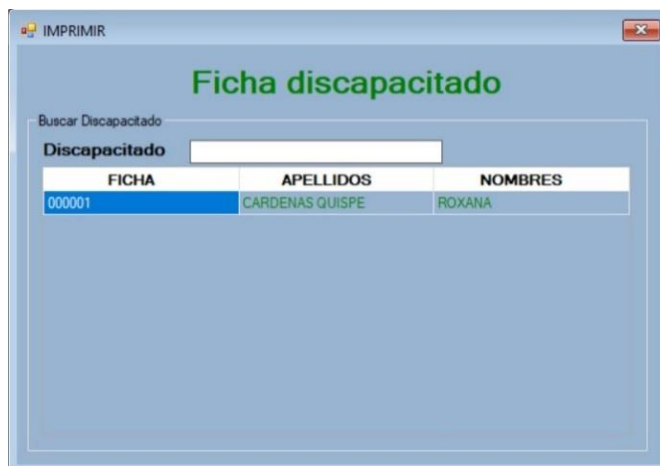 IMPRIMIR
Ficha discapacitado
Buscar Discapacitado
Discapacitado
FICHA APELLIDOS NOMBRES
000001 CARDENAS QUISPE ROXANA